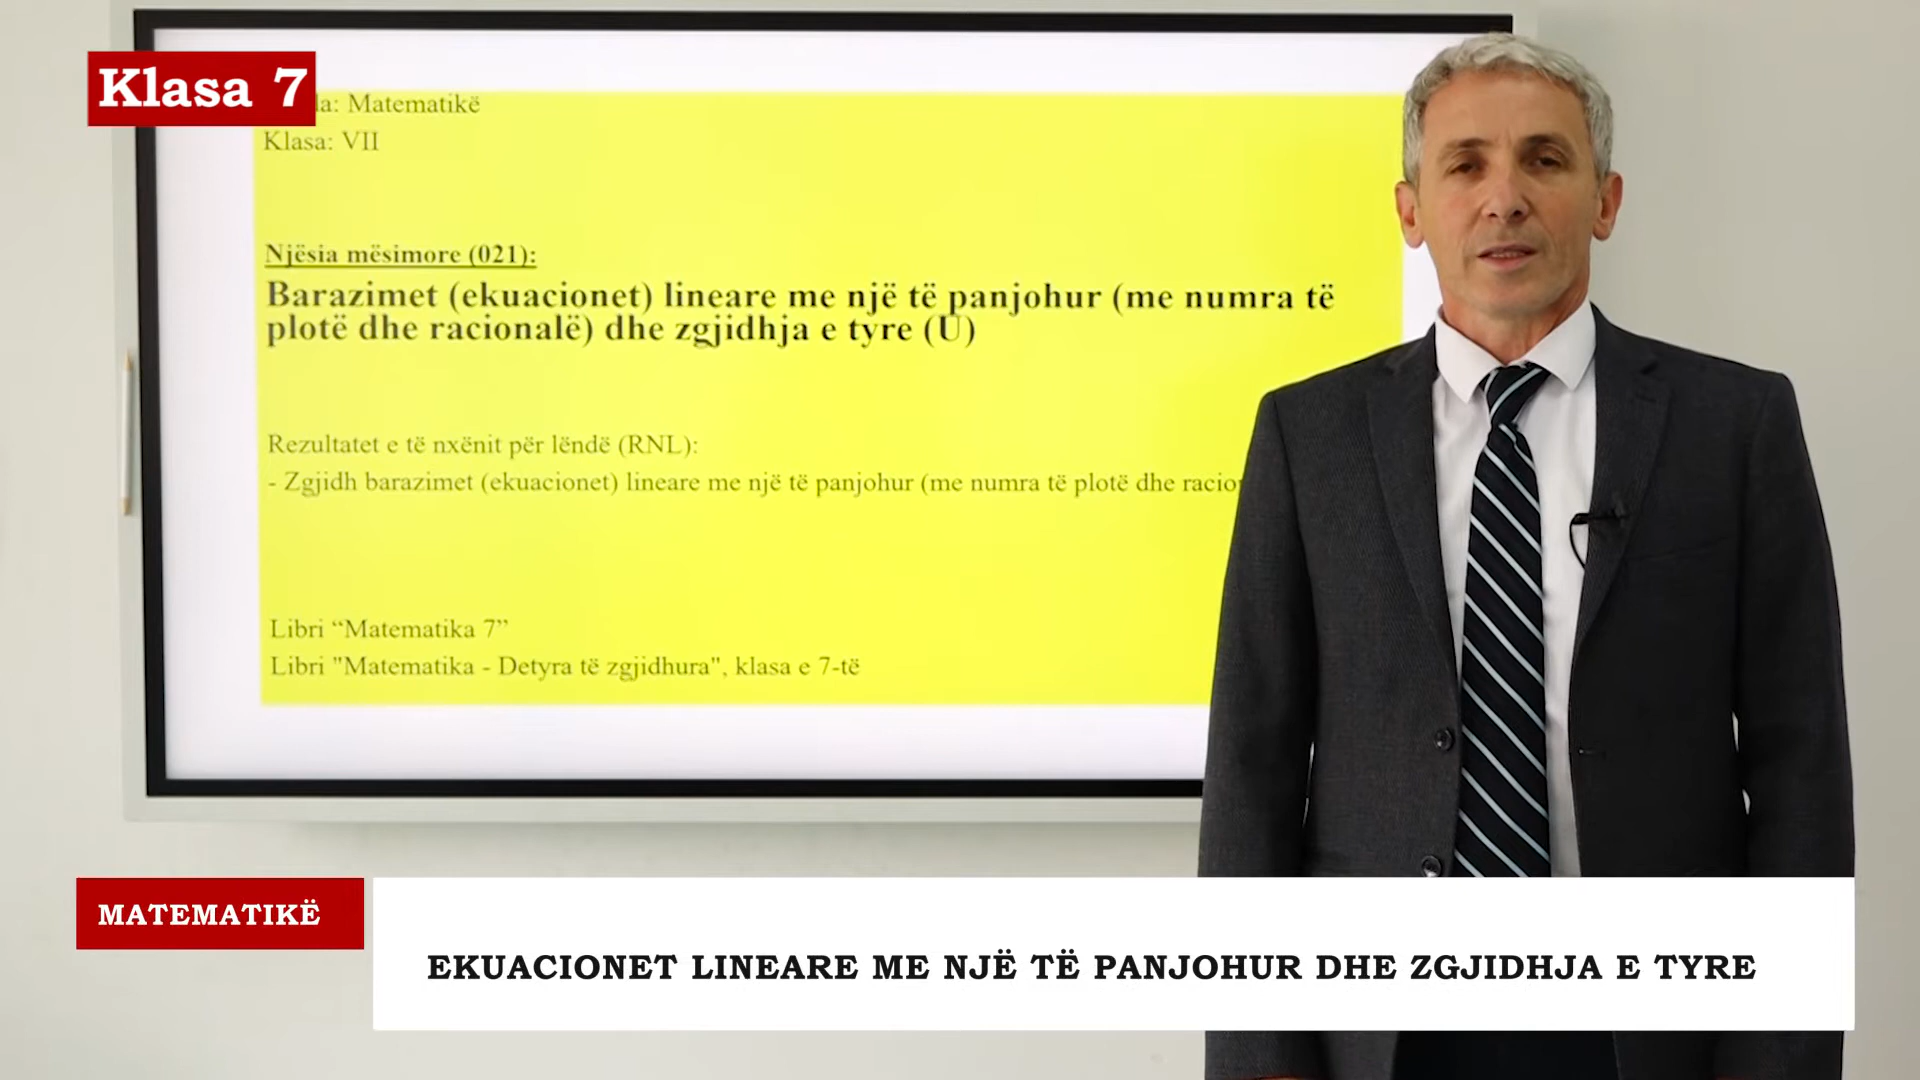 Klasa 7
Matematikë
Klasa: VII
Njësia mësimore (021):
Barazimet (ekuacionet) lineare me një të panjohur (me numra të
plotë dhe racionalë) dhe zgjidhja e tyre (U)
Rezultatet e të nxënit për lëndë (RNL):
- Zgjidh barazimet (ekuacionet) lineare me një të panjohur (me numra të plotë dhe
Libri “Matematika 7”
Libri "Matematika - Detyra të zgjidhura", klasa e 7-të
MATEMATIKË
EKUACIONET LINEARE ME NJË TË PANJOHUR DHE ZGJIDHJA E TYRE